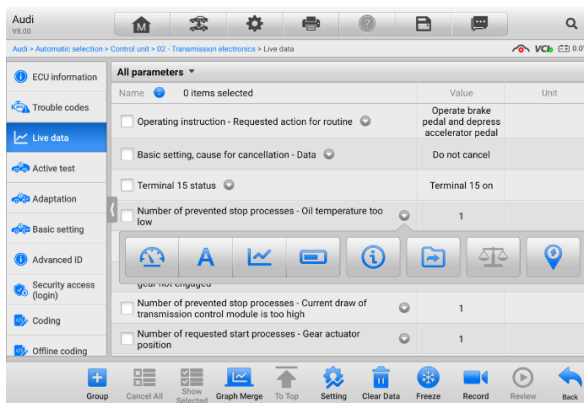 Audi
V8.00
M
?
Audi > Automatic selection > Control unit > 02 - Transmission electronics > Live data
VCI
0.0
ECU information
Trouble codes
Live data
Active test
Adaptation
Basic setting
Advanced ID
Security access
(login)
Coding
Offline coding
All parameters
Name 0 items selected Value Unit
Operating instruction - Requested action for routine
Operate brake
pedal and depress
accelerator pedal
Basic setting, cause for cancellation - Data
Do not cancel
Terminal 15 status
Terminal 15 on
Number of prevented stop processes - Oil temperature too
low
1
A
gear not engaged
Number of prevented stop processes - Current draw of
transmission control module is too high
1
Number of requested start processes - Gear actuator
position
1
Group
Cancel All
Show
Selected
Graph Merge
To Top
Setting
Clear Data
Freeze
Record
Review
Back